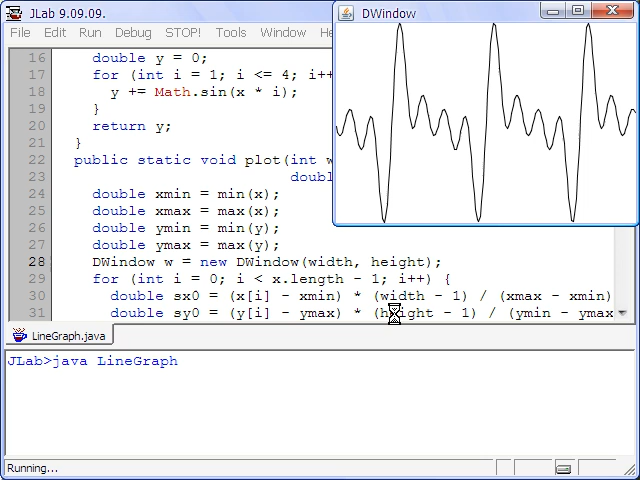 JLab 9.09.09.
DWindow
File Edit Run Debug STOP! Tools Window
16 double y = 0;
17 for (int i = 1; i <= 4; i++
18 y += Math.sin(x * i);
19 }
20 return y;
21 }
22 public static void plot(int w
23 doubl
24 double xmin = min(x);
25 double xmax = max(x);
26 double ymin = min(y);
27 double ymax = max(y);
28 DWindow w = new DWindow(width, height);
29 for (int i = 0; i < x.length - 1; i++) {
30 double sx0 = (x[i] - xmin) * (width - 1) / (xmax - xmin)
31 double sy0 = (y[i] - ymax) * (height - 1) / (ymin - ymax
LineGraph.java
JLab>java LineGraph
Running...